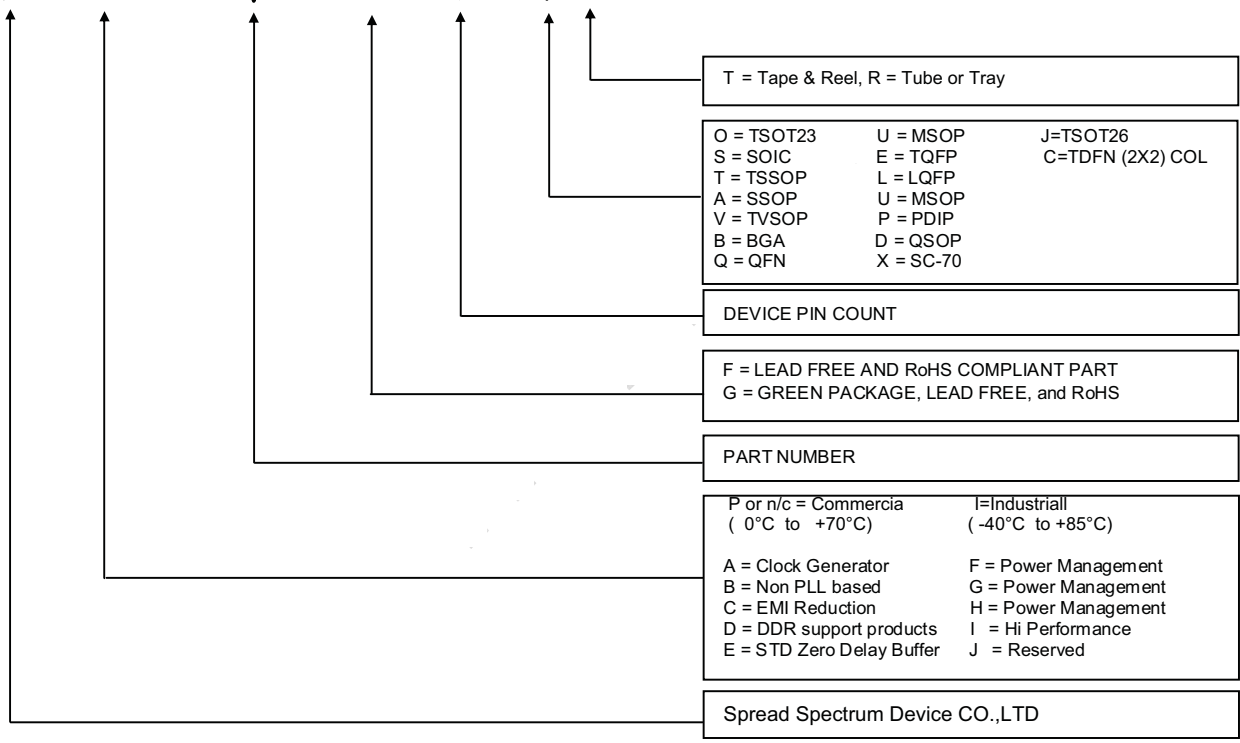 T = Tape & Reel, R = Tube or Tray
O = TSOT23 U = MSOP J=TSOT26
S = SOIC E = TQFP C=TDFN (2X2) COL
T = TSSOP L = LQFP
A = SSOP U = MSOP
V = TVSOP P = PDIP
B = BGA D = QSOP
Q = QFN X = SC-70
DEVICE PIN COUNT
F = LEAD FREE AND RoHS COMPLIANT PART
G = GREEN PACKAGE, LEAD FREE, and RoHS
PART NUMBER
P or n/c = Commercia I=Industriall
( 0°C to +70°C) ( -40°C to +85°C)
A = Clock Generator F = Power Management
B = Non PLL based G = Power Management
C = EMI Reduction H = Power Management
D = DDR support products I = Hi Performance
E = STD Zero Delay Buffer J = Reserved
Spread Spectrum Device CO.,LTD